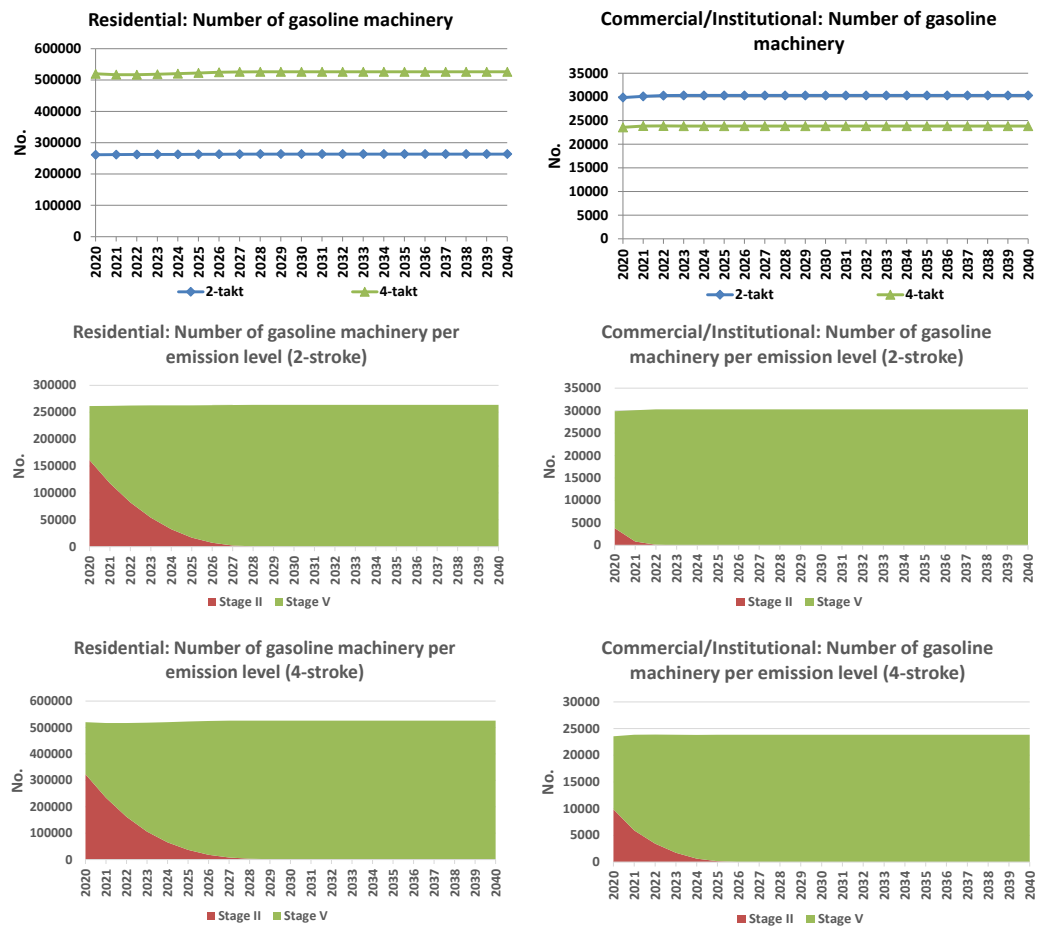 Residential: Number of gasoline machinery
600000
500000
400000
300000
200000
100000
0
No.
2020 2021 2022 2023 2024 2025 2026 2027 2028 2029 2030 2031 2032 2033 2034 2035 2036 2037 2038 2039 2040
2-takt 4-takt
Commercial/Institutional: Number of gasoline
machinery
35000
30000
25000
20000
15000
10000
5000
0
No.
2020 2021 2022 2023 2024 2025 2026 2027 2028 2029 2030 2031 2032 2033 2034 2035 2036 2037 2038 2039 2040
2-takt 4-takt
Residential: Number of gasoline machinery per
emission level (2-stroke)
300000
250000
200000
150000
100000
50000
0
No.
2020 2021 2022 2023 2024 2025 2026 2027 2028 2029 2030 2031 2032 2033 2034 2035 2036 2037 2038 2039 2040
Stage II Stage V
Commercial/Institutional: Number of gasoline
machinery per emission level (2-stroke)
35000
30000
25000
20000
15000
10000
5000
0
No.
2020 2021 2022 2023 2024 2025 2026 2027 2028 2029 2030 2031 2032 2033 2034 2035 2036 2037 2038 2039 2040
Stage II Stage V
Residential: Number of gasoline machinery per
emission level (4-stroke)
600000
500000
400000
300000
200000
100000
0
No.
2020 2021 2022 2023 2024 2025 2026 2027 2028 2029 2030 2031 2032 2033 2034 2035 2036 2037 2038 2039 2040
Stage II Stage V
Commercial/Institutional: Number of gasoline
machinery per emission level (4-stroke)
30000
25000
20000
15000
10000
5000
0
No.
2020 2021 2022 2023 2024 2025 2026 2027 2028 2029 2030 2031 2032 2033 2034 2035 2036 2037 2038 2039 2040
Stage II Stage V